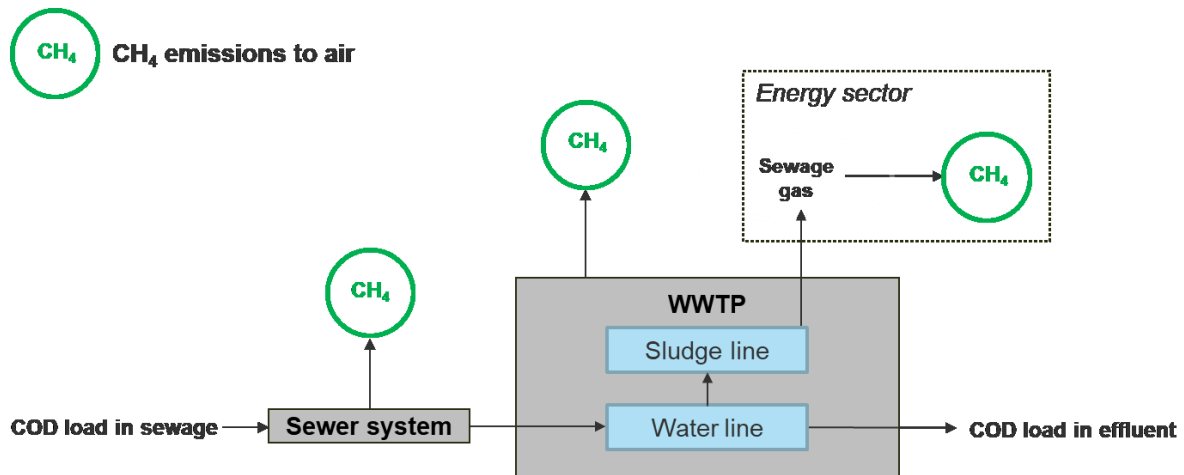 CH₄
CH₄ emissions to air
Energy sector
CH₄
Sewage
gas
CH₄
CH₄
WWTP
Sludge line
COD load in sewage
Sewer system
Water line
COD load in effluent